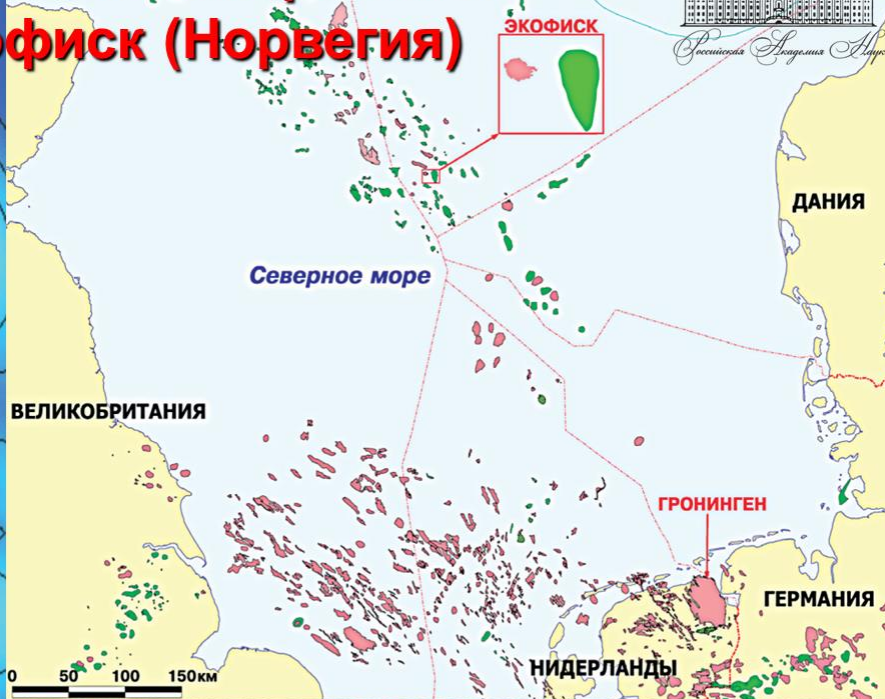 офиск (Норвегия)
ЭКОФИСК
Российская Академия Наук
ДАНИЯ
Северное море
ВЕЛИКОБРИТАНИЯ
ГРОНИНГЕН
ГЕРМАНИЯ
НИДЕРЛАНДЫ
0 50 100 150км